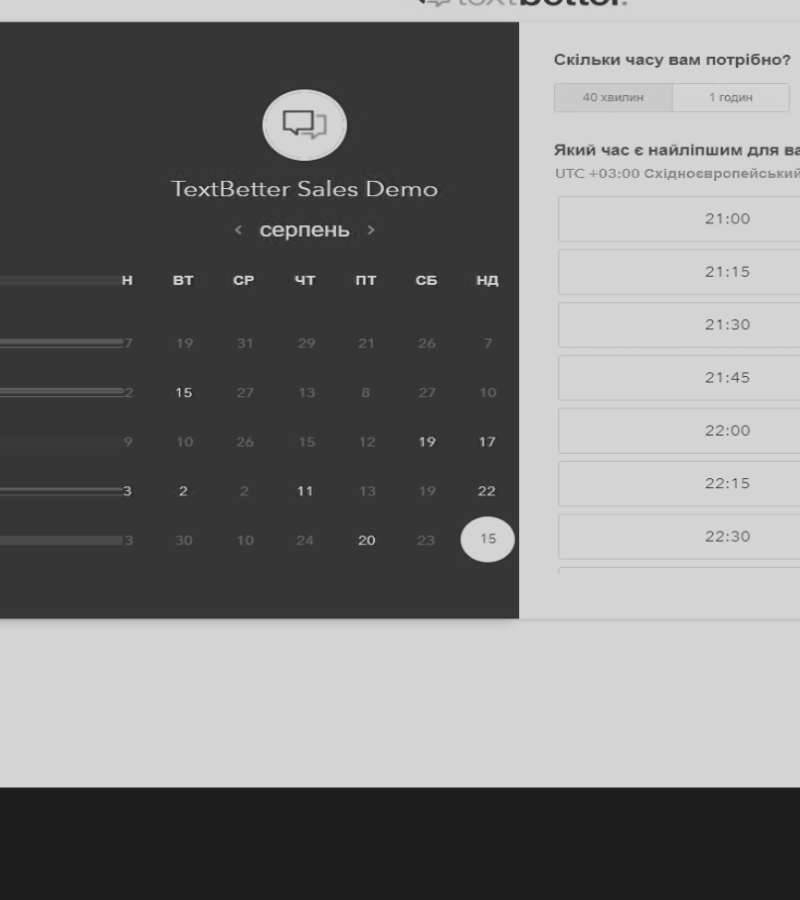 textbetter.
TextBetter Sales Demo
‹ серпень ›
Н ВТ СР ЧТ ПТ СБ НД
7 19 31 29 21 26 7
2 15 27 13 8 27 10
9 10 26 15 12 19 17
3 2 2 11 13 19 22
3 30 10 24 20 23 15
Скільки часу вам потрібно?
40 хвилин 1 годин
Який час є найліпшим для ва
UTC +03:00 Східноєвропейський
21:00
21:15
21:30
21:45
22:00
22:15
22:30